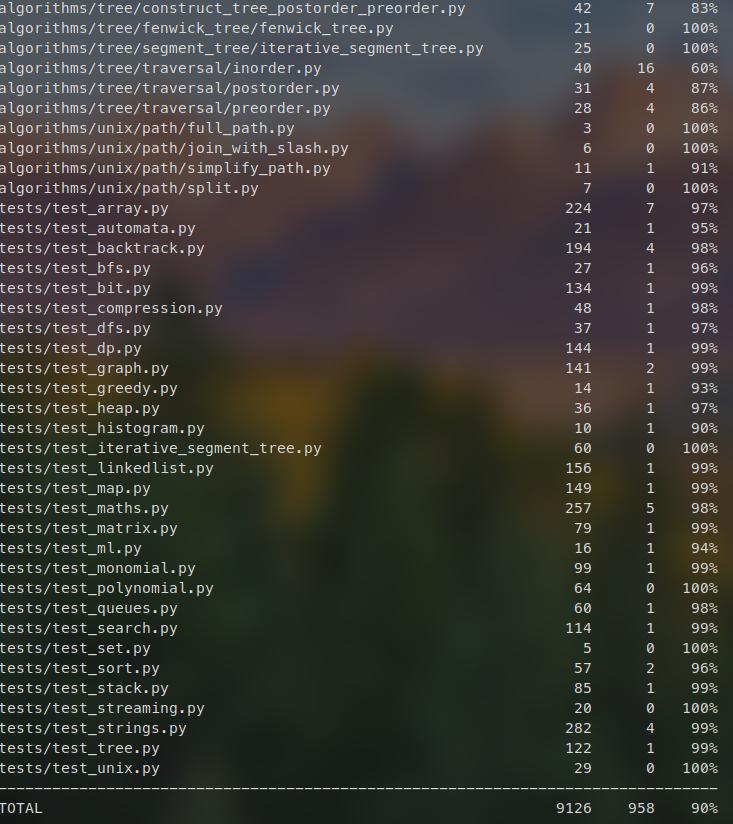 algorithms/tree/construct_tree_postorder_preorder.py 42 7 83%
algorithms/tree/fenwick_tree/fenwick_tree.py 21 0 100%
algorithms/tree/segment_tree/iterative_segment_tree.py 25 0 100%
algorithms/tree/traversal/inorder.py 40 16 60%
algorithms/tree/traversal/postorder.py 31 4 87%
algorithms/tree/traversal/preorder.py 28 4 86%
algorithms/unix/path/full_path.py 3 0 100%
algorithms/unix/path/join_with_slash.py 6 0 100%
algorithms/unix/path/simplify_path.py 11 1 91%
algorithms/unix/path/split.py 7 0 100%
tests/test_array.py 224 7 97%
tests/test_automata.py 21 1 95%
tests/test_backtrack.py 194 4 98%
tests/test_bfs.py 27 1 96%
tests/test_bit.py 134 1 99%
tests/test_compression.py 48 1 98%
tests/test_dfs.py 37 1 97%
tests/test_dp.py 144 1 99%
tests/test_graph.py 141 2 99%
tests/test_greedy.py 14 1 93%
tests/test_heap.py 36 1 97%
tests/test_histogram.py 10 1 90%
tests/test_iterative_segment_tree.py 60 0 100%
tests/test_linkedlist.py 156 1 99%
tests/test_map.py 149 1 99%
tests/test_maths.py 257 5 98%
tests/test_matrix.py 79 1 99%
tests/test_ml.py 16 1 94%
tests/test_monomial.py 99 1 99%
tests/test_polynomial.py 64 0 100%
tests/test_queues.py 60 1 98%
tests/test_search.py 114 1 99%
tests/test_set.py 5 0 100%
tests/test_sort.py 57 2 96%
tests/test_stack.py 85 1 99%
tests/test_streaming.py 20 0 100%
tests/test_strings.py 282 4 99%
tests/test_tree.py 122 1 99%
tests/test_unix.py 29 0 100%
--------------------------------------------------------------------------------
TOTAL 9126 958 90%